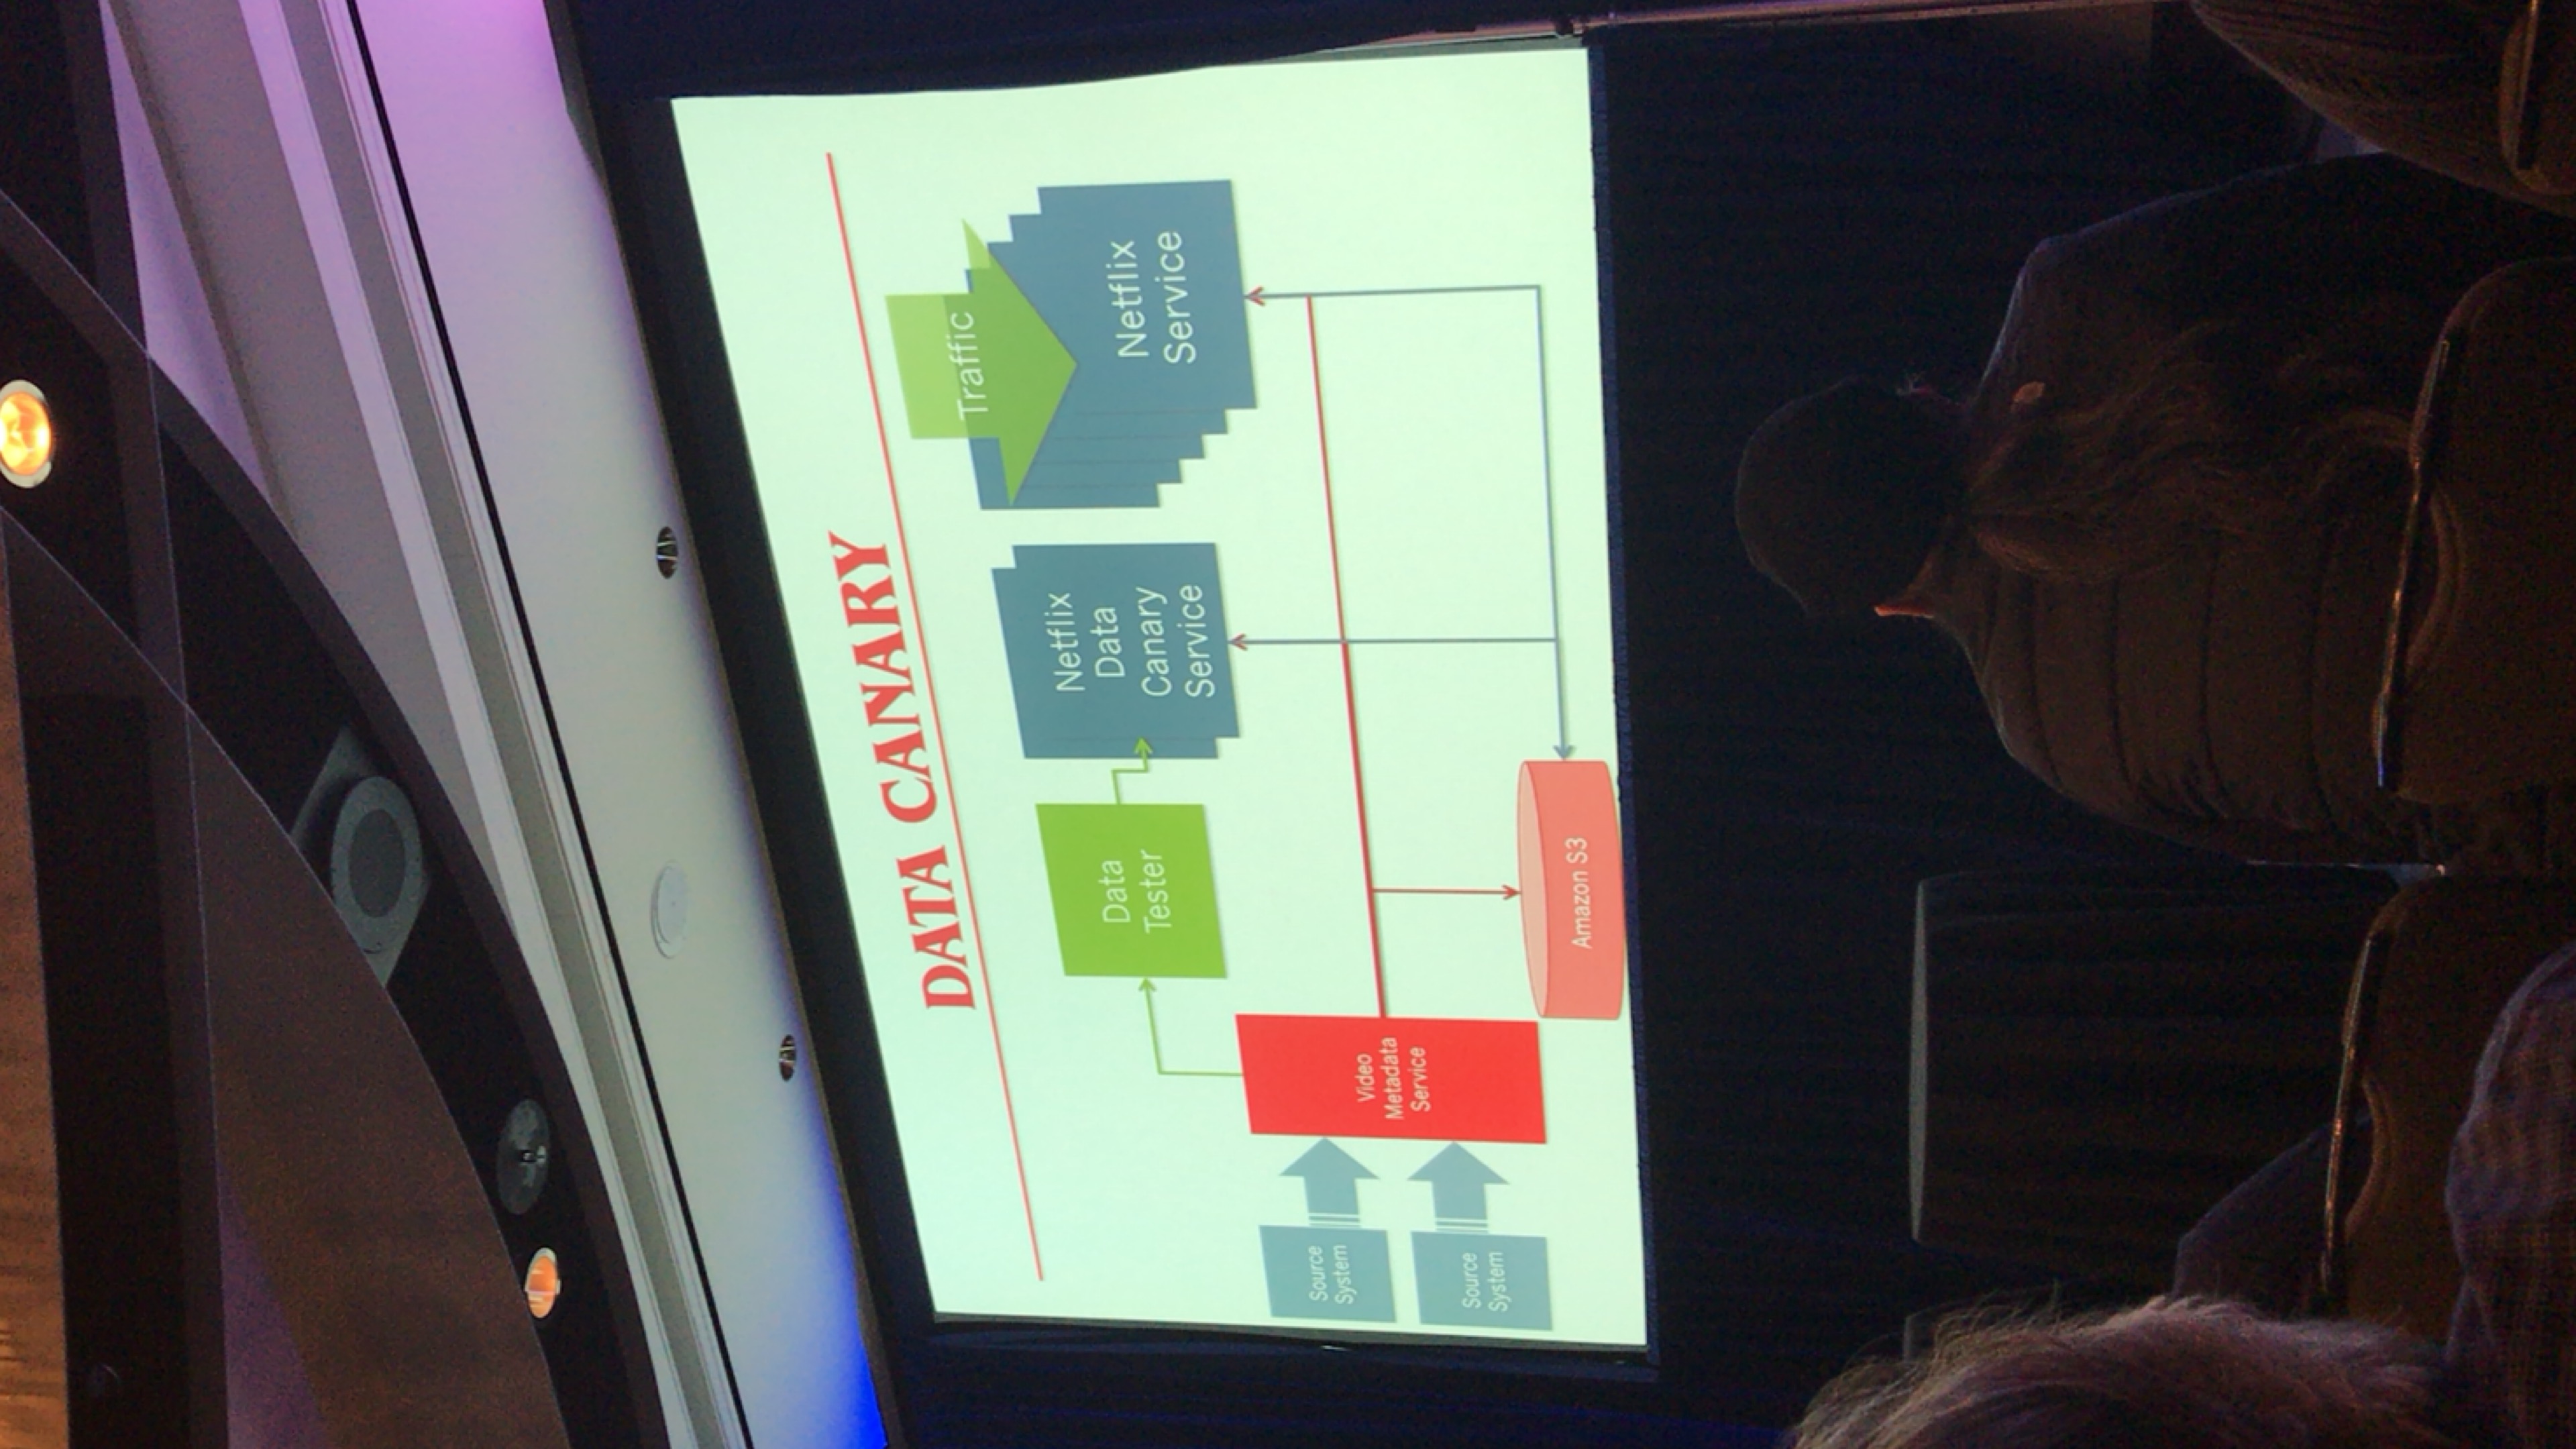 DATA CANARY
Traffic
Netflix
Data
Canary
Service
Data
Tester
Netflix
Service
Source
System
Video
Metadada
Service
Source
System
Amazon S3